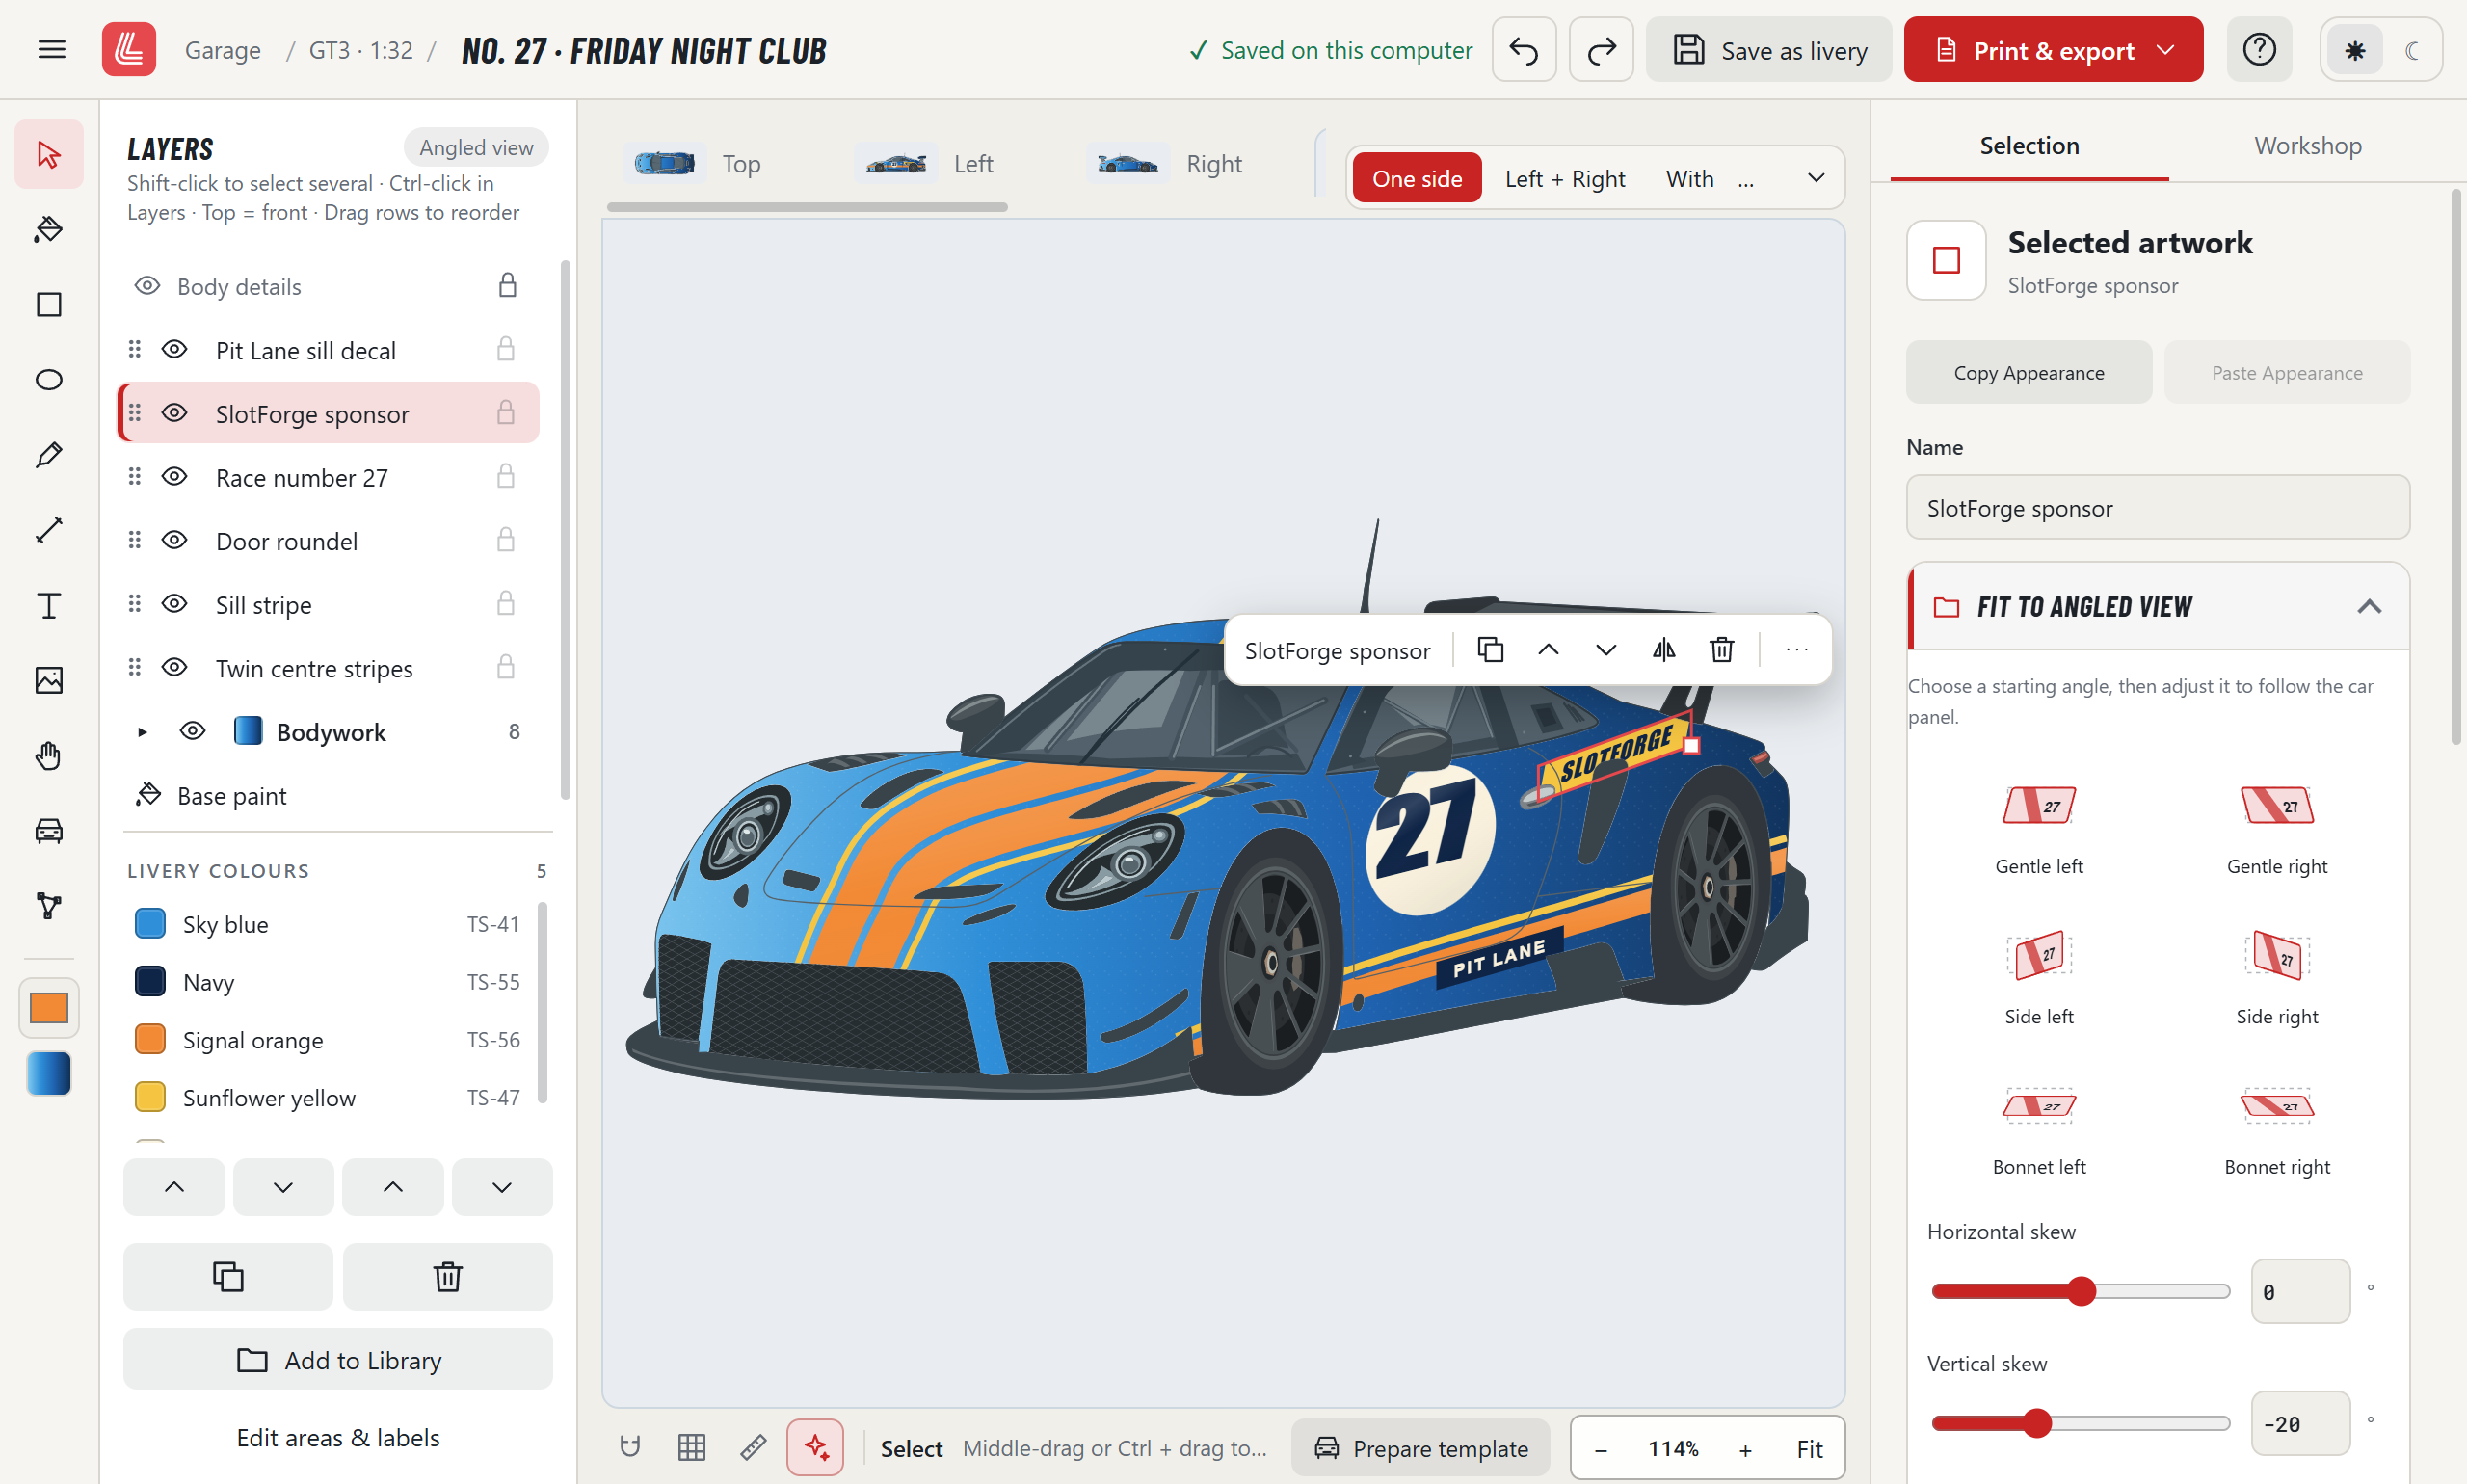 Garage / GT3 · 1:32 / NO. 27 · FRIDAY NIGHT CLUB
✓ Saved on this computer
Save as livery
Print & export
LAYERS
Angled view
Shift-click to select several · Ctrl-click in
Layers · Top = front · Drag rows to reorder
Body details
Pit Lane sill decal
SlotForge sponsor
Race number 27
Door roundel
Sill stripe
Twin centre stripes
Bodywork 8
Base paint
LIVERY COLOURS 5
Sky blue TS-41
Navy TS-55
Signal orange TS-56
Sunflower yellow TS-47
Add to Library
Edit areas & labels
Top
Left
Right
One side
Left + Right
With ...
SlotForge sponsor
SLOTFORGE
27
PIT LANE
Select
Middle-drag or Ctrl + drag to...
Prepare template
− 114% + Fit
Selection
Workshop
Selected artwork
SlotForge sponsor
Copy Appearance
Paste Appearance
Name
SlotForge sponsor
FIT TO ANGLED VIEW
Choose a starting angle, then adjust it to follow the car
panel.
27
27
Gentle left
Gentle right
27
27
Side left
Side right
27
27
Bonnet left
Bonnet right
Horizontal skew
0 °
Vertical skew
-20 °